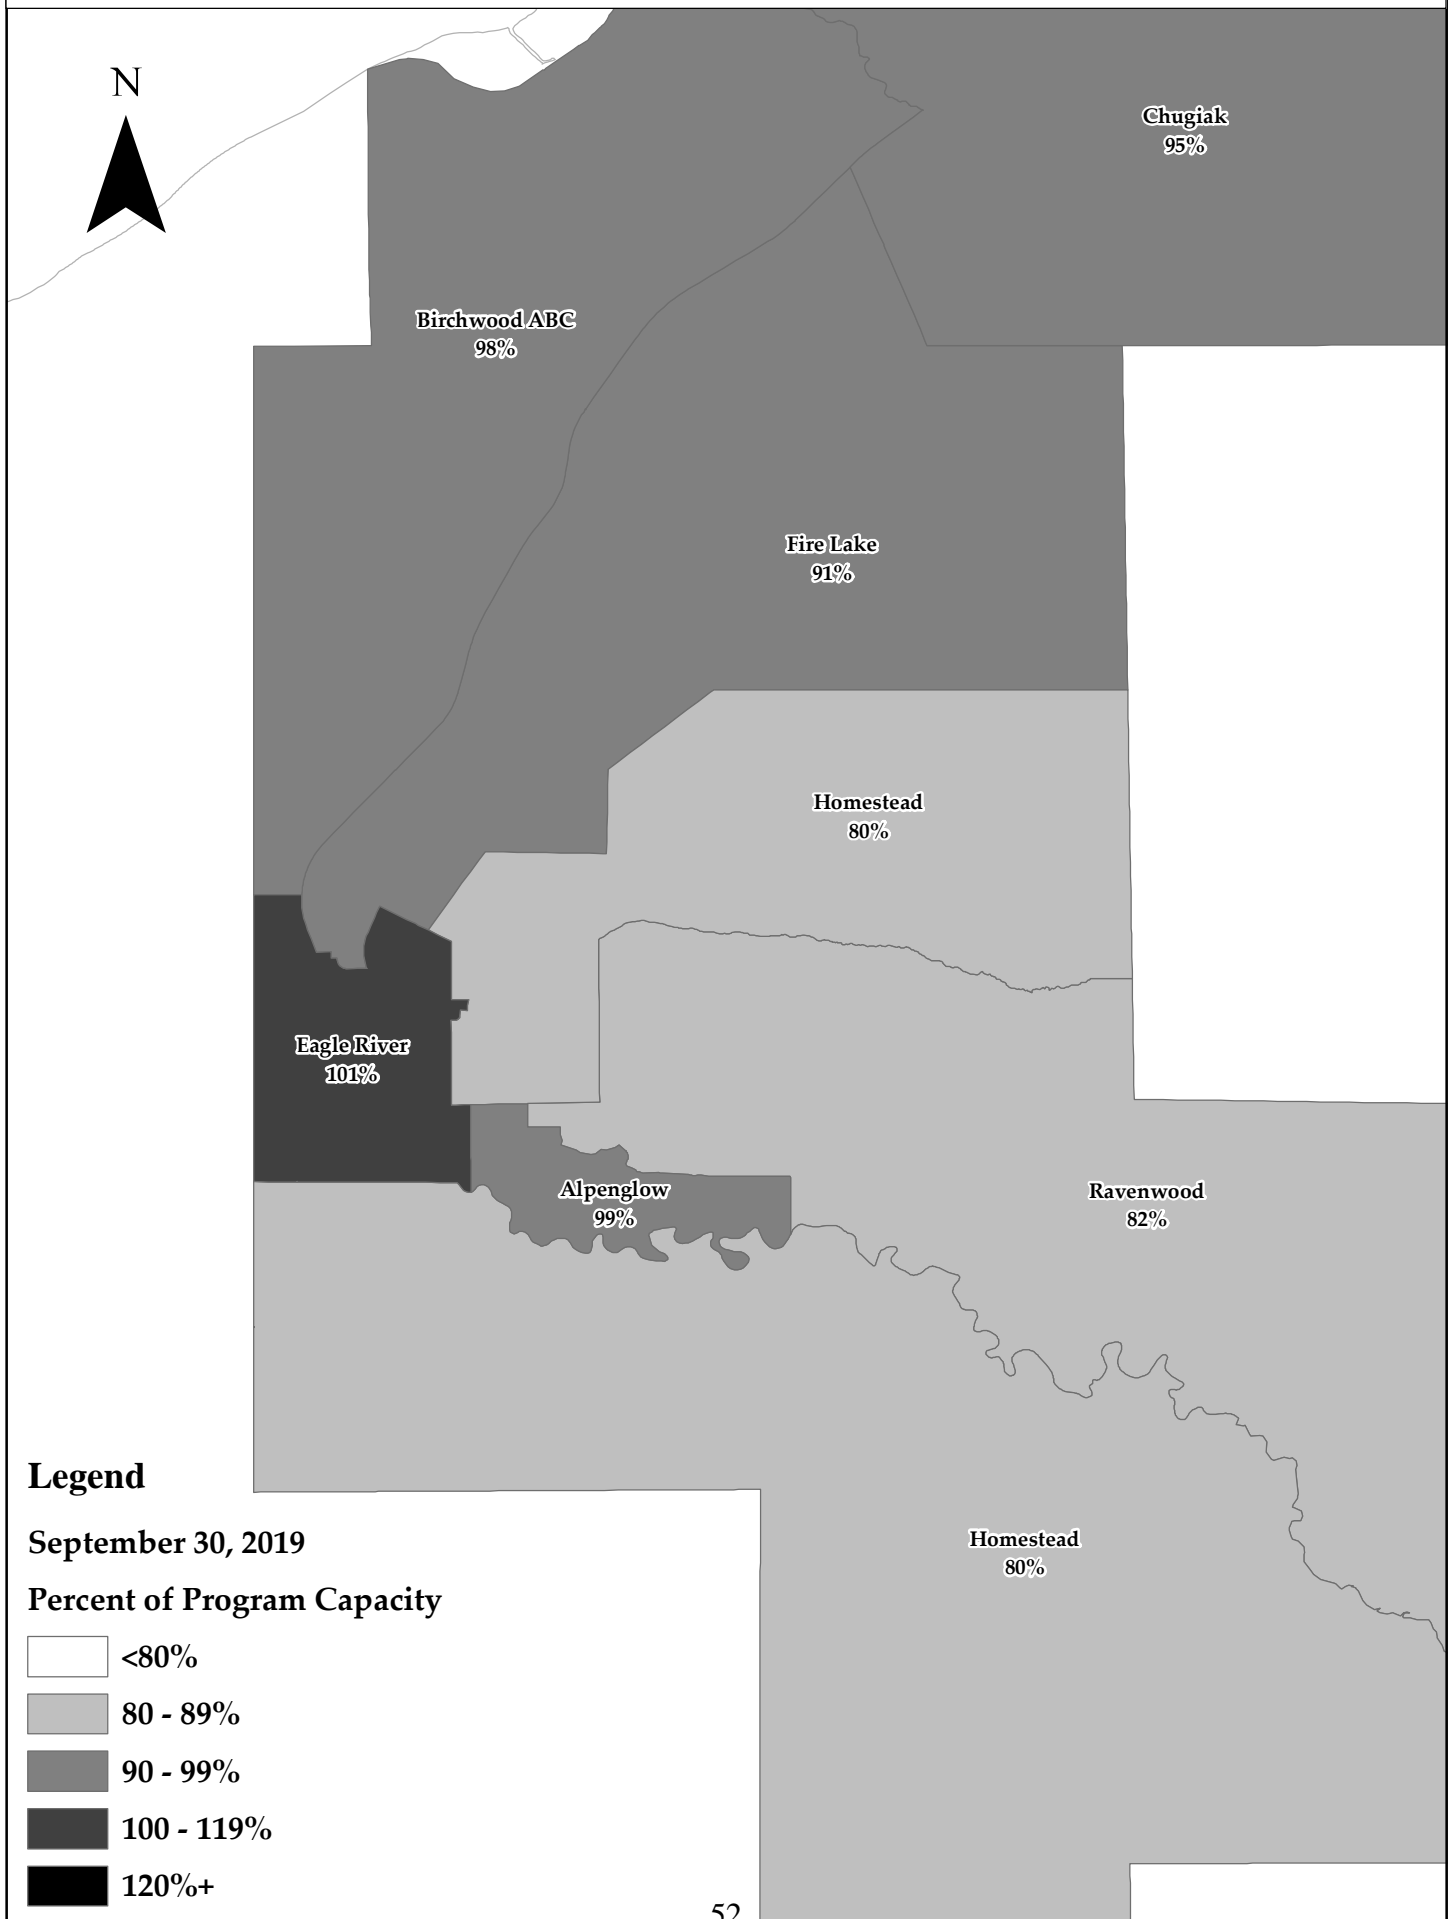 N
Chugiak
95%
Birchwood ABC
98%
Fire Lake
91%
Homestead
80%
Eagle River
101%
Alpenglow
99%
Ravenwood
82%
Homestead
80%
Legend
September 30, 2019
Percent of Program Capacity
<80%
80 - 89%
90 - 99%
100 - 119%
120%+
52